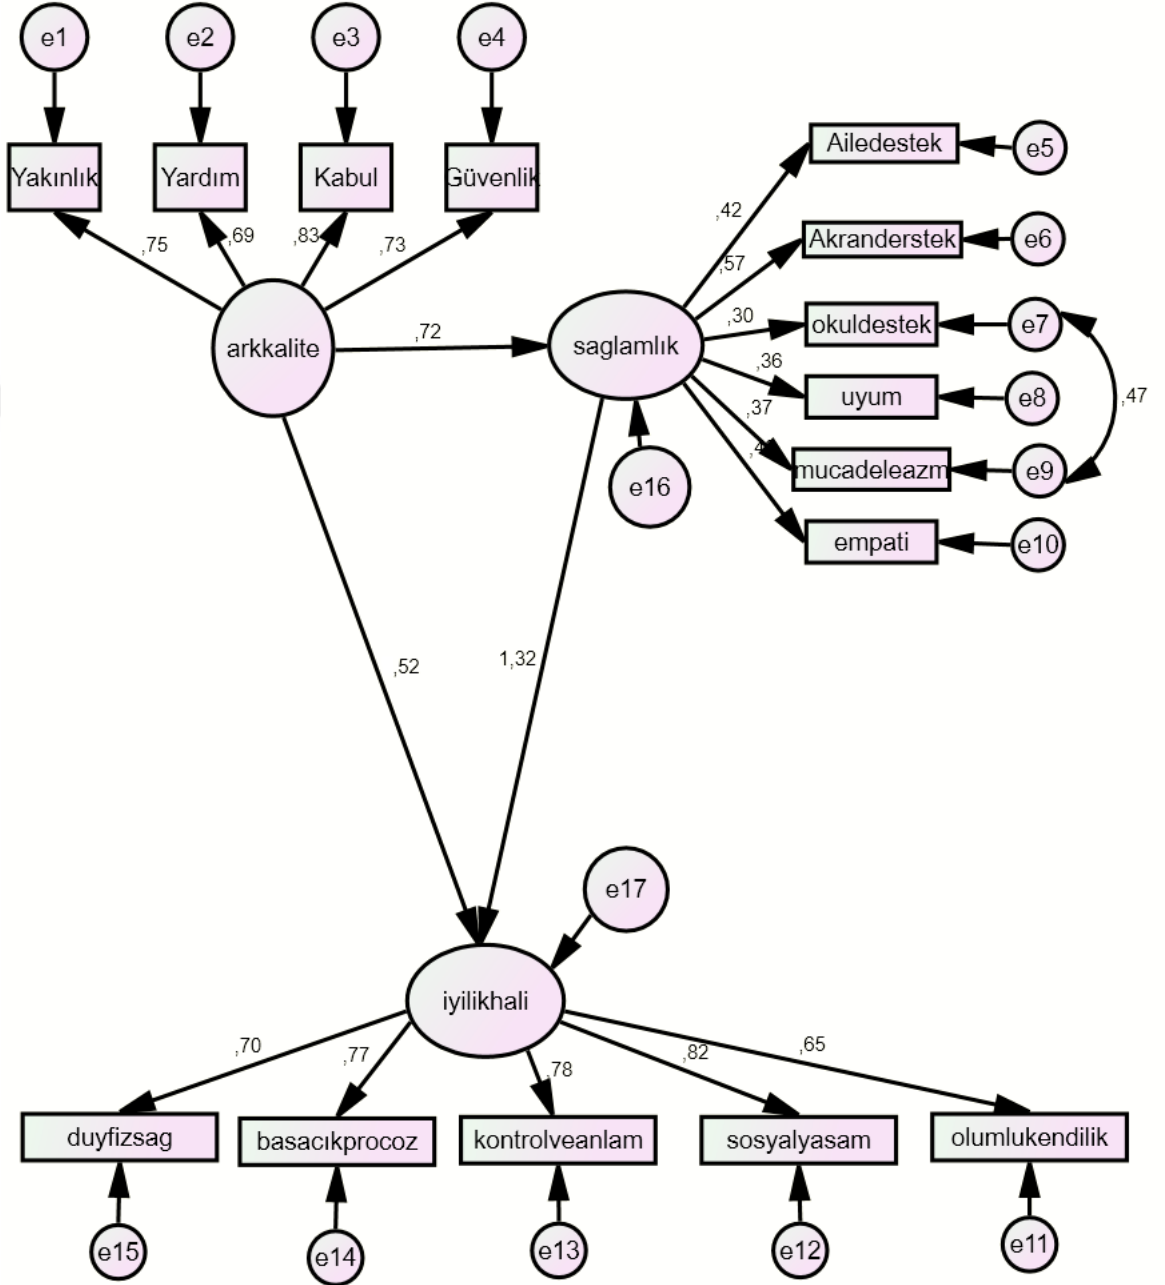 e1
e2
e3
e4
Yakınlık
Yardım
Kabul
Güvenlik
,75
,69
,83
,73
arkkalite
,72
saglamlık
e16
,42
,57
,30
,36
,37
Ailedestek
e5
Akranderstek
e6
okuldestek
e7
uyum
e8
mucadeleazm
e9
empati
e10
,47
,52
1,32
e17
iyilikhali
,70
,77
,78
,82
,65
duyfizsag
basacıkprocoz
kontrolveanlam
sosyalyasam
olumlukendilik
e15
e14
e13
e12
e11